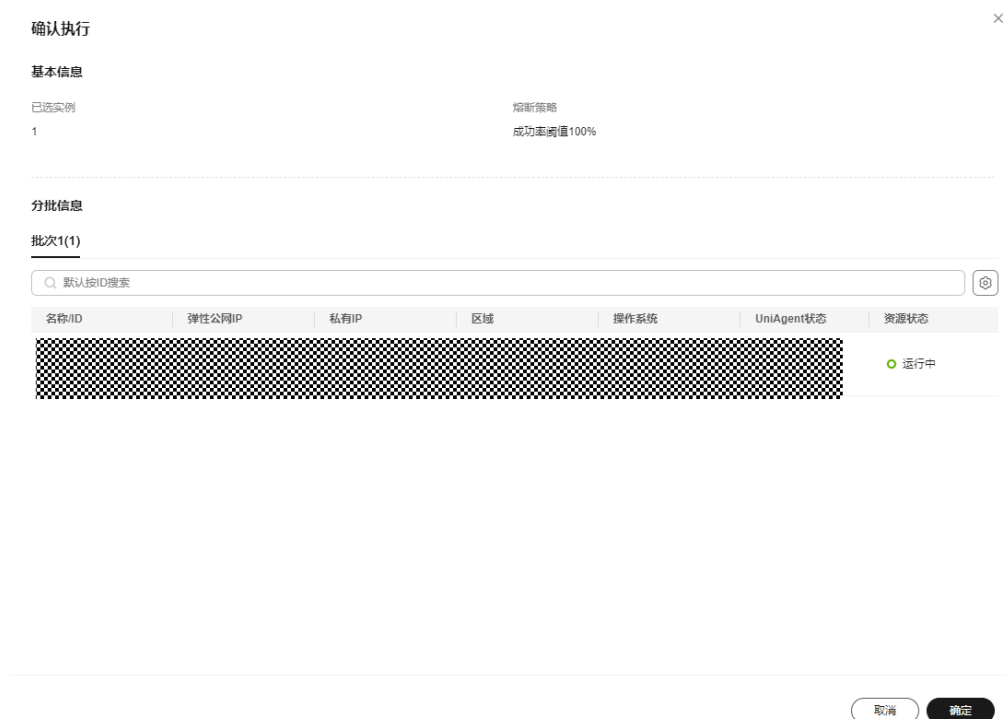 确认执行
基本信息
已选实例 熔断策略
1 成功率阈值100%
分批信息
批次1(1)
默认按ID搜索
名称/ID 弹性公网IP 私有IP 区域 操作系统 UniAgent状态 资源状态
运行中
取消 确定